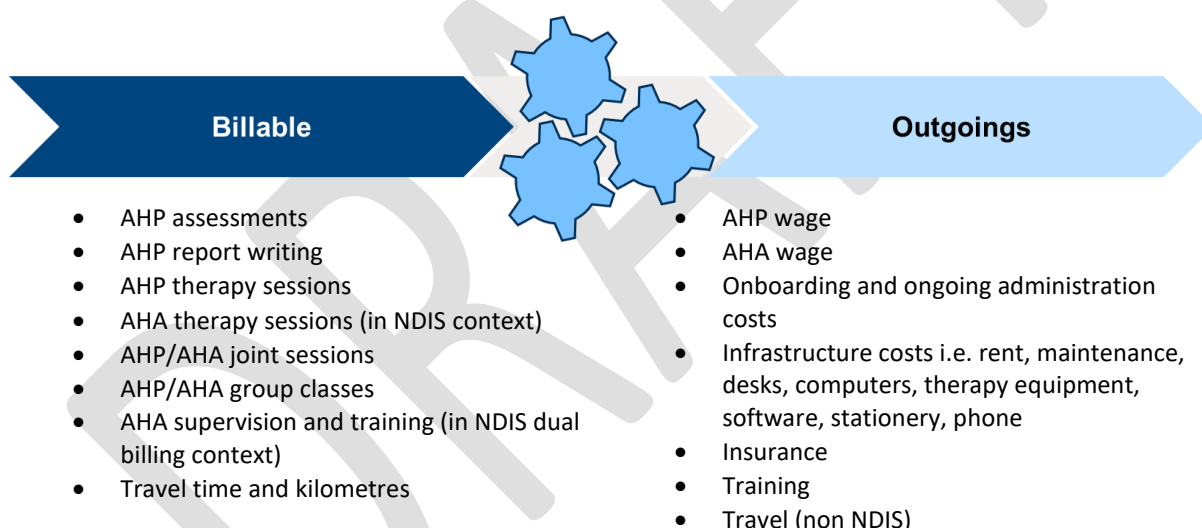 Billable
Outgoings
• AHP assessments
• AHP report writing
• AHP therapy sessions
• AHA therapy sessions (in NDIS context)
• AHP/AHA joint sessions
• AHP/AHA group classes
• AHA supervision and training (in NDIS dual
billing context)
• Travel time and kilometres
• AHP wage
• AHA wage
• Onboarding and ongoing administration
costs
• Infrastructure costs i.e. rent, maintenance,
desks, computers, therapy equipment,
software, stationery, phone
• Insurance
• Training
• Travel (non NDIS)